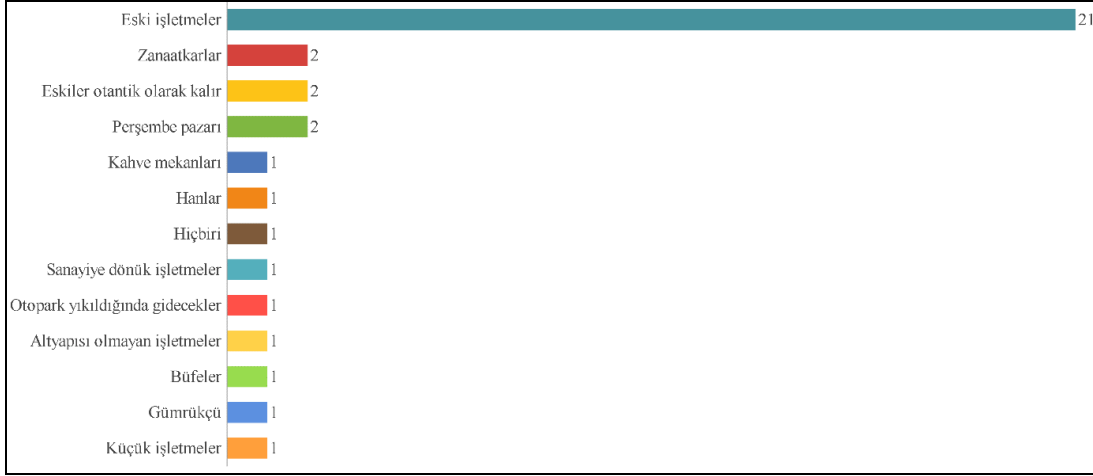 Eski işletmeler 21
Zanaatkarlar 2
Eskiler otantik olarak kalır 2
Perşembe pazarı 2
Kahve mekanları 1
Hanlar 1
Hiçbiri 1
Sanayiye dönük işletmeler 1
Otopark yıkıldığında gidecekler 1
Altyapısı olmayan işletmeler 1
Büfeler 1
Gümrükçü 1
Küçük işletmeler 1